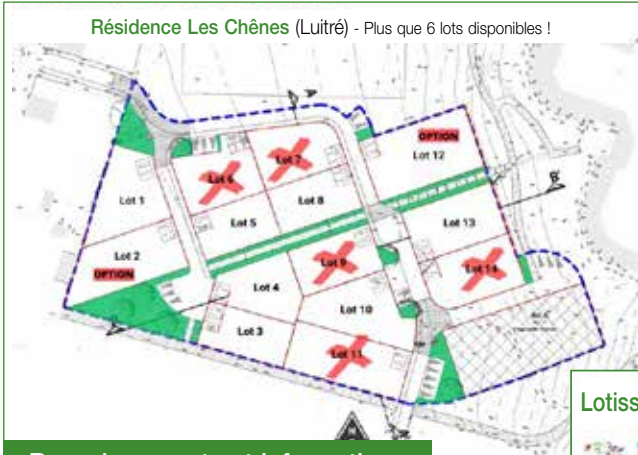 Résidence Les Chênes (Luitré) - Plus que 6 lots disponibles !
OPTION
Lot 12
Lot 7
Lot 6
Lot 1
Lot 8
Lot 5
Lot 13
Lot 2
OPTION
Lot 9
Lot 14
Lot 4
Lot 10
Lot 3
Lot 11
Lotiss